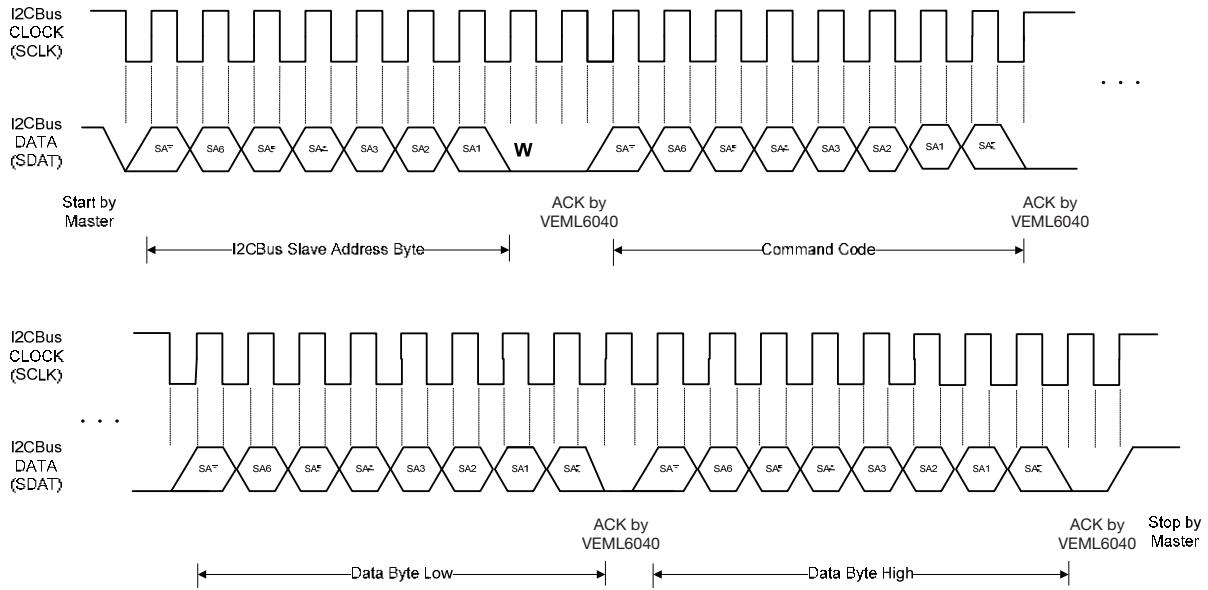 I2CBus
CLOCK
(SCLK)
. . .
I2CBus
DATA
(SDAT)
SA6
SA3
SA2
SA1
W
SA6
SA3
SA2
SA1
Start by
Master
ACK by
VEML6040
ACK by
VEML6040
I2CBus Slave Address Byte
Command Code
I2CBus
CLOCK
(SCLK)
. . .
I2CBus
DATA
(SDAT)
SA6
SA3
SA2
SA1
SA6
SA3
SA2
SA1
ACK by
VEML6040
ACK by
VEML6040
Stop by
Master
Data Byte Low
Data Byte High